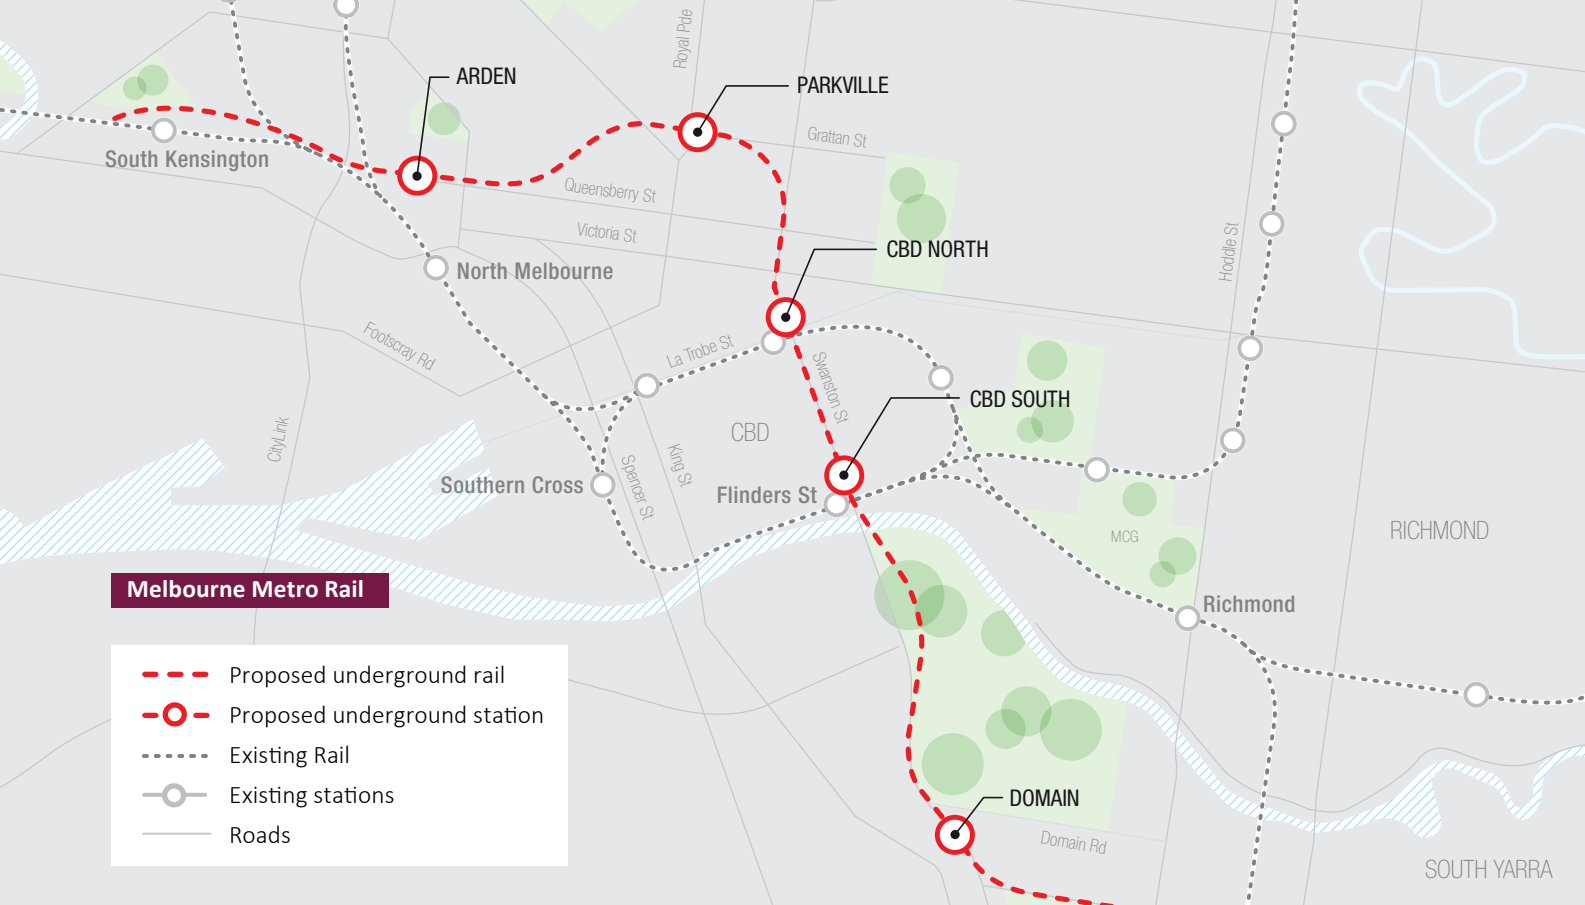 Royal Pde
ARDEN
PARKVILLE
Grattan St
South Kensington
Queensberry St
Victoria St
Hoddle St
CBD NORTH
North Melbourne
Footscray Rd
La Trobe St
Swanston St
CBD SOUTH
CityLink
CBD
King St
Spencer St
Southern Cross
Flinders St
MCG
RICHMOND
Melbourne Metro Rail
Richmond
Proposed underground rail
Proposed underground station
Existing Rail
Existing stations
Roads
DOMAIN
Domain Rd
SOUTH YARRA